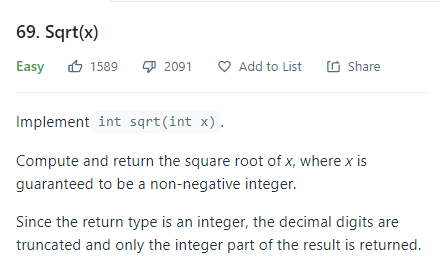 69. Sqrt(x)
Easy 1589 2091 Add to List Share
Implement int sqrt(int x) .
Compute and return the square root of x, where x is
guaranteed to be a non-negative integer.
Since the return type is an integer, the decimal digits are
truncated and only the integer part of the result is returned.